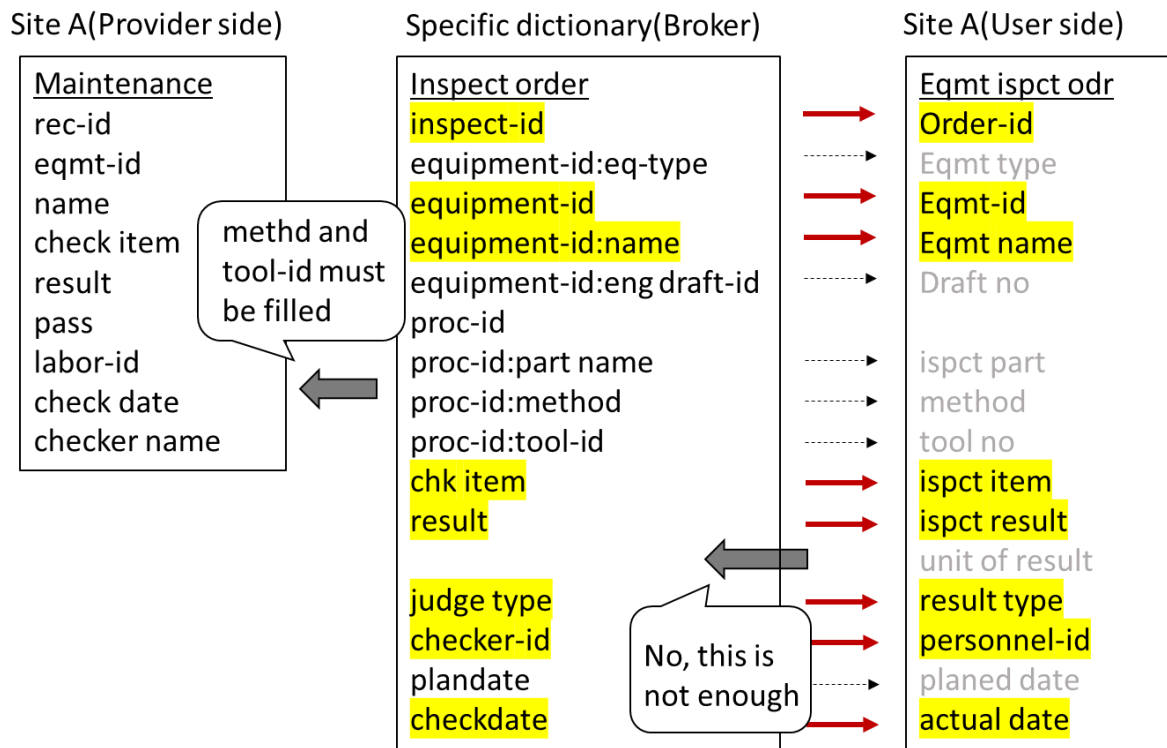 Site A(Provider side)
Maintenance
rec-id
eqmt-id
name
check item
result
pass
labor-id
check date
checker name
methd and
tool-id must
be filled
Specific dictionary(Broker)
Inspect order
inspect-id
equipment-id:eq-type
equipment-id
equipment-id:name
equipment-id:eng draft-id
proc-id
proc-id:part name
proc-id:method
proc-id:tool-id
chk item
result
judge type
checker-id
plandate
checkdate
No, this is
not enough
Site A(User side)
Eqmt ispct odr
Order-id
Eqmt type
Eqmt-id
Eqmt name
Draft no
ispct part
method
tool no
ispct item
ispct result
unit of result
result type
personnel-id
planed date
actual date